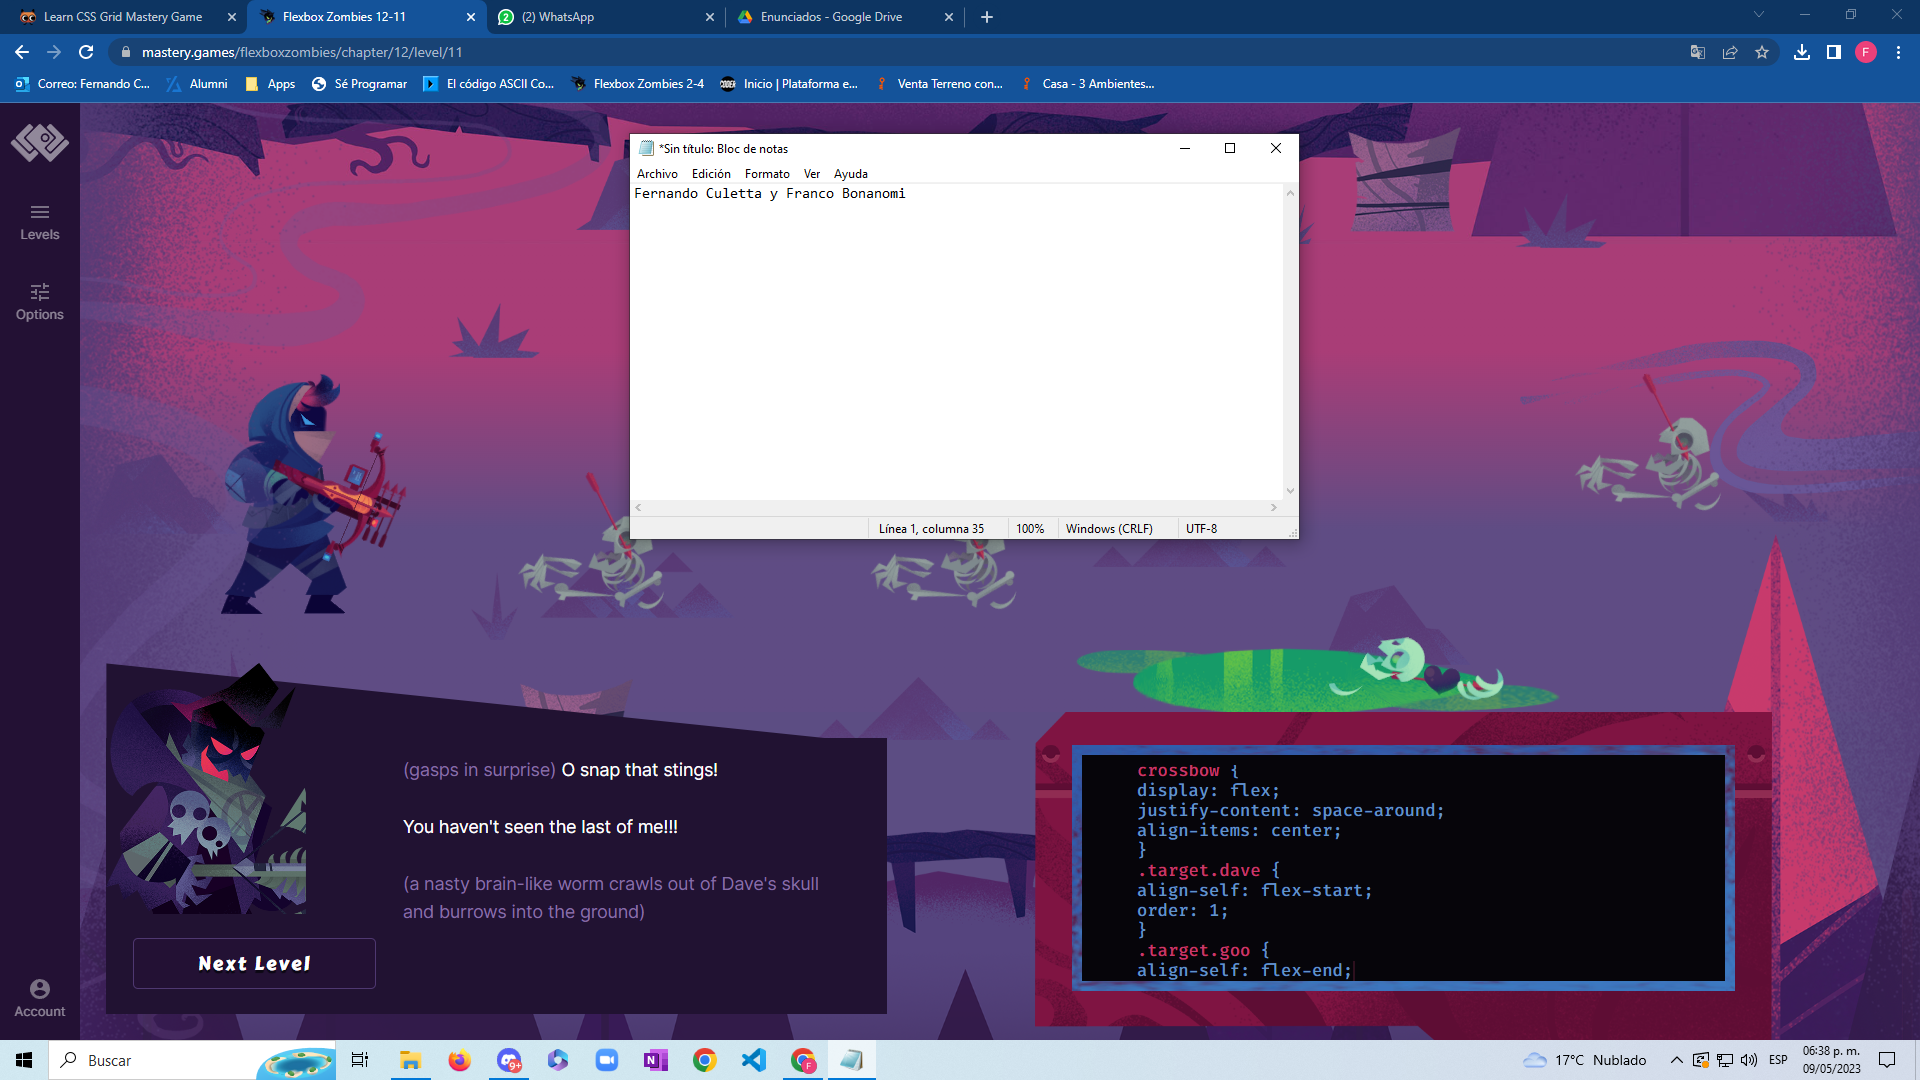 Learn CSS Grid Mastery Game
Flexbox Zombies 12-11
(2) WhatsApp
Enunciados - Google Drive
mastery.games/flexboxzombies/chapter/12/level/11
Correo: Fernando C...
Alumni
Apps
Sé Programar
El código ASCII Co...
Flexbox Zombies 2-4
Inicio | Plataforma e...
Venta Terreno con...
Casa - 3 Ambientes...
Levels
Options
Account
*Sin título: Bloc de notas
Archivo Edición Formato Ver Ayuda
Fernando Culetta y Franco Bonanomi
Línea 1, columna 35 100% Windows (CRLF) UTF-8
(gasps in surprise) O snap that stings!
You haven't seen the last of me!!!
(a nasty brain-like worm crawls out of Dave's skull
and burrows into the ground)
Next Level
crossbow {
display: flex;
justify-content: space-around;
align-items: center;
}
.target.dave {
align-self: flex-start;
order: 1;
}
.target.goo {
align-self: flex-end;
Buscar
9+
17°C Nublado
ESP
06:38 p. m.
09/05/2023